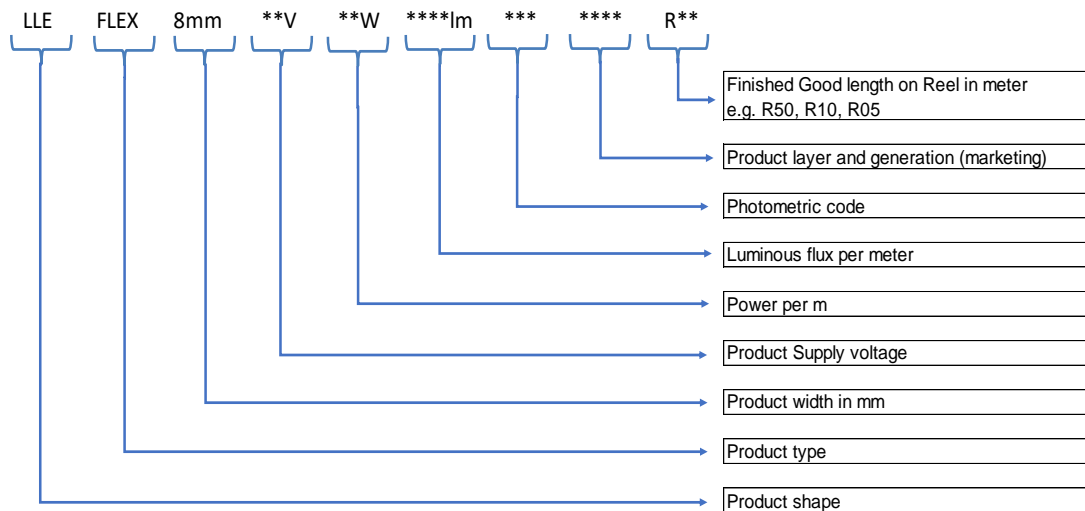 LLE FLEX 8mm **V **W ****lm *** **** R**
Finished Good length on Reel in meter
e.g. R50, R10, R05
Product layer and generation (marketing)
Photometric code
Luminous flux per meter
Power per m
Product Supply voltage
Product width in mm
Product type
Product shape